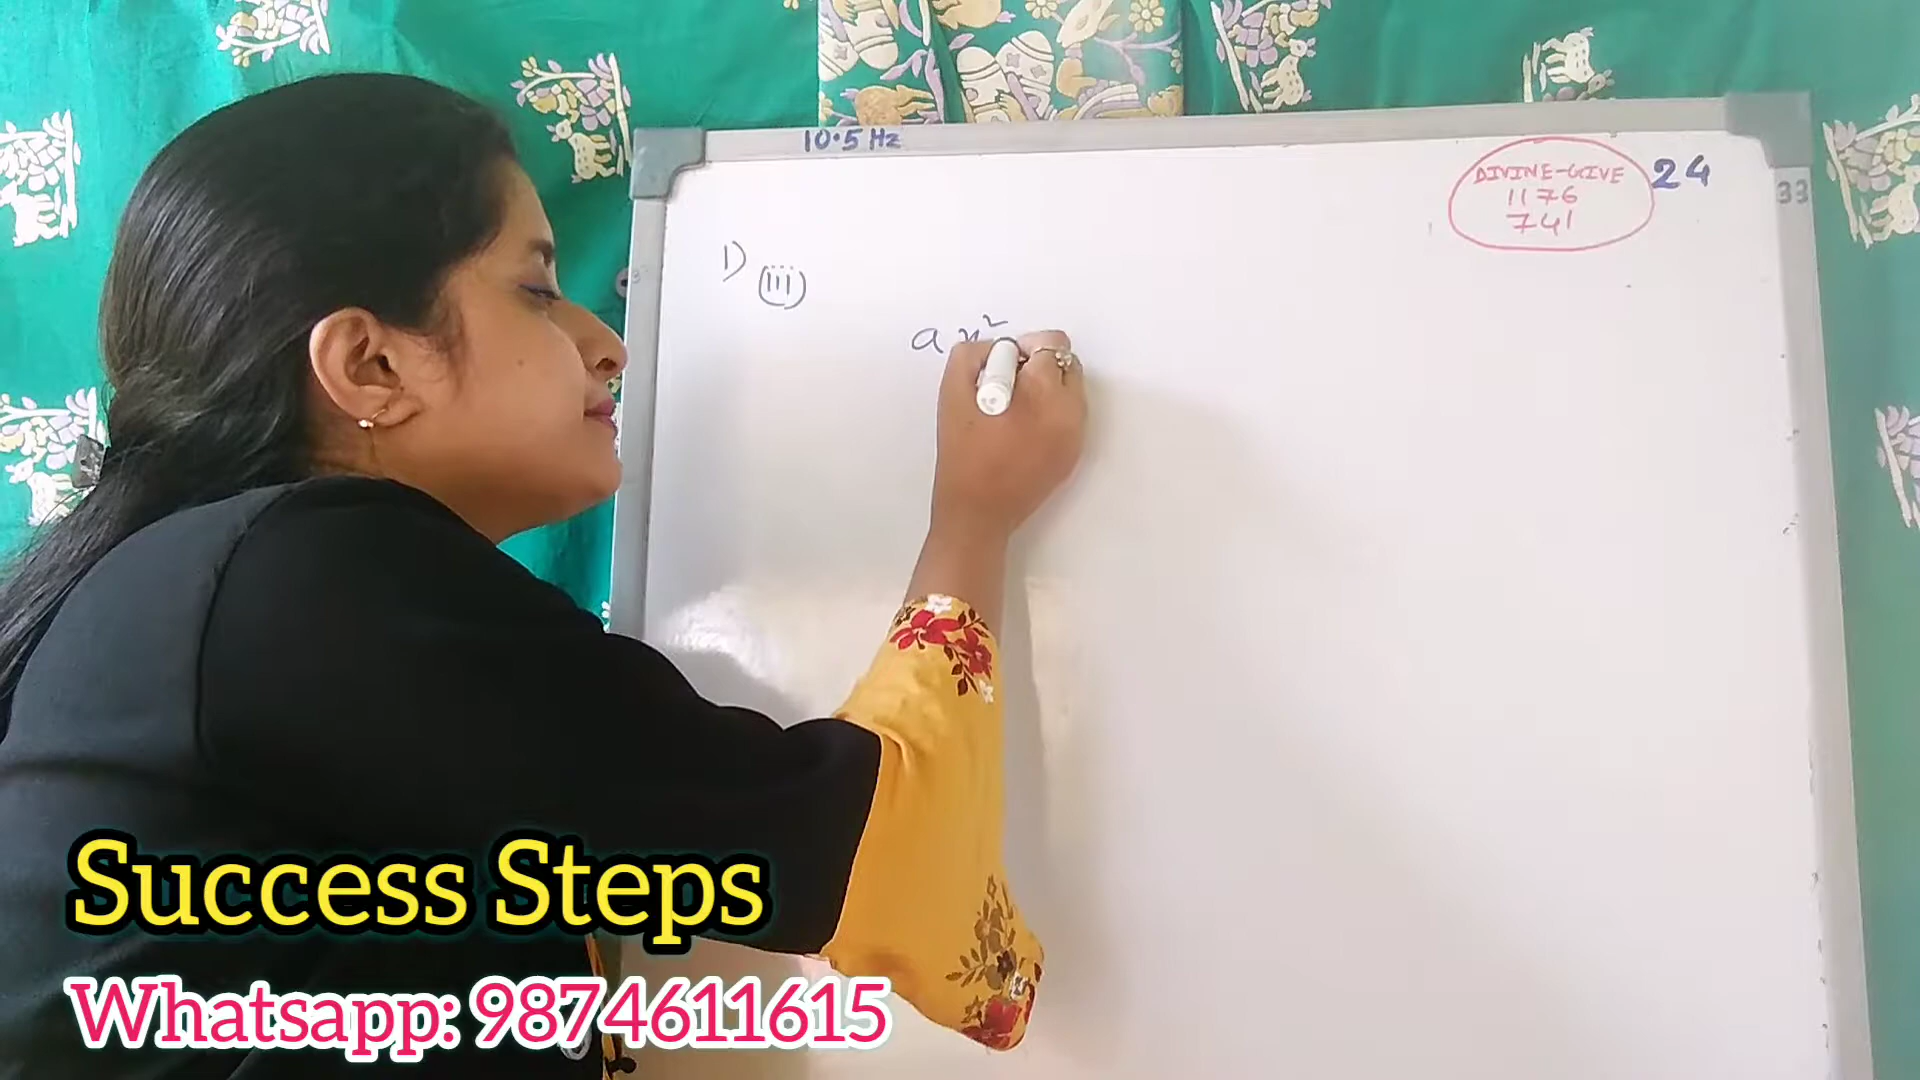 10.5 Hz
DIVINE-GIVE
1176
741
24
33
1) (iii)
ax²
Success Steps
Whatsapp: 9874611615